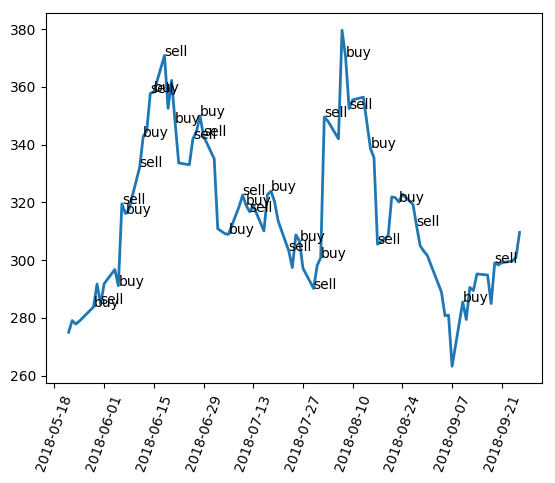 380
360
340
320
300
280
260
buy
sell
buy
sell
buy
sell
buy
sell
buy
sell
buy
sell
buy
sell
buy
sell
buy
sell
buy
sell
buy
sell
buy
sell
buy
sell
buy
sell
buy
sell
buy
sell
2018-05-18
2018-06-01
2018-06-15
2018-06-29
2018-07-13
2018-07-27
2018-08-10
2018-08-24
2018-09-07
2018-09-21